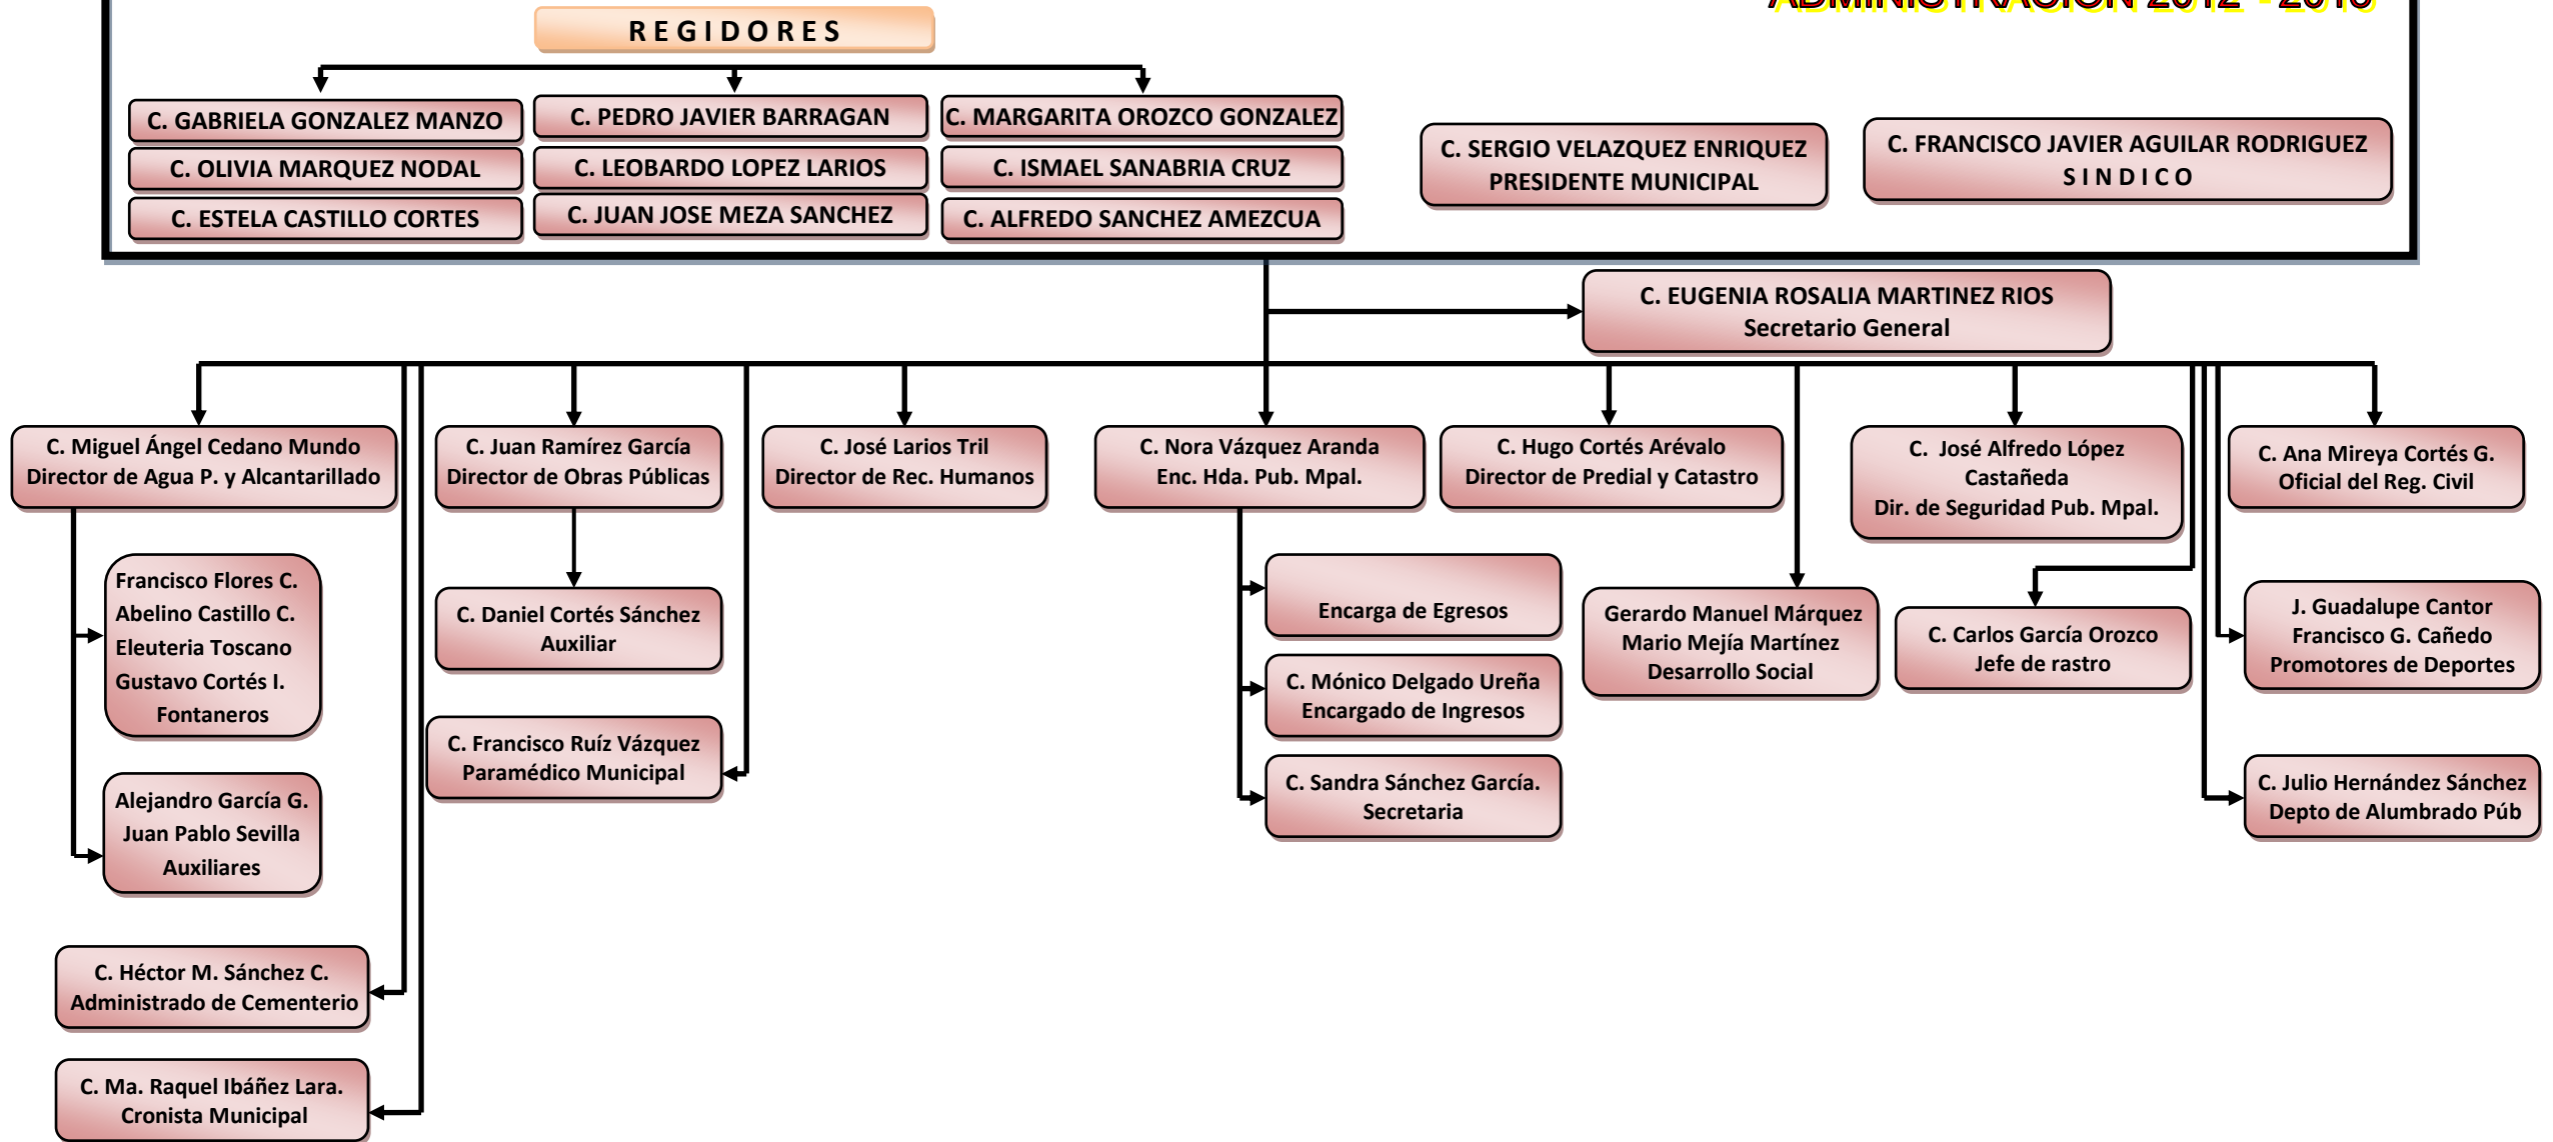 ADMINISTRACION 2012 - 2015
R E G I D O R E S
C. GABRIELA GONZALEZ MANZO
C. OLIVIA MARQUEZ NODAL
C. ESTELA CASTILLO CORTES
C. PEDRO JAVIER BARRAGAN
C. LEOBARDO LOPEZ LARIOS
C. JUAN JOSE MEZA SANCHEZ
C. MARGARITA OROZCO GONZALEZ
C. ISMAEL SANABRIA CRUZ
C. ALFREDO SANCHEZ AMEZCUA
C. SERGIO VELAZQUEZ ENRIQUEZ
PRESIDENTE MUNICIPAL
C. FRANCISCO JAVIER AGUILAR RODRIGUEZ
S I N D I C O
C. EUGENIA ROSALIA MARTINEZ RIOS
Secretario General
C. Miguel Ángel Cedano Mundo
Director de Agua P. y Alcantarillado
C. Juan Ramírez García
Director de Obras Públicas
C. José Larios Tril
Director de Rec. Humanos
C. Nora Vázquez Aranda
Enc. Hda. Pub. Mpal.
C. Hugo Cortés Arévalo
Director de Predial y Catastro
C. José Alfredo López
Castañeda
Dir. de Seguridad Pub. Mpal.
C. Ana Mireya Cortés G.
Oficial del Reg. Civil
Francisco Flores C.
Abelino Castillo C.
Eleuteria Toscano
Gustavo Cortés I.
Fontaneros
C. Daniel Cortés Sánchez
Auxiliar
Encarga de Egresos
Gerardo Manuel Márquez
Mario Mejía Martínez
Desarrollo Social
C. Carlos García Orozco
Jefe de rastro
J. Guadalupe Cantor
Francisco G. Cañedo
Promotores de Deportes
C. Mónico Delgado Ureña
Encargado de Ingresos
C. Francisco Ruíz Vázquez
Paramédico Municipal
C. Sandra Sánchez García.
Secretaria
C. Julio Hernández Sánchez
Depto de Alumbrado Púb
Alejandro García G.
Juan Pablo Sevilla
Auxiliares
C. Héctor M. Sánchez C.
Administrado de Cementerio
C. Ma. Raquel Ibáñez Lara.
Cronista Municipal